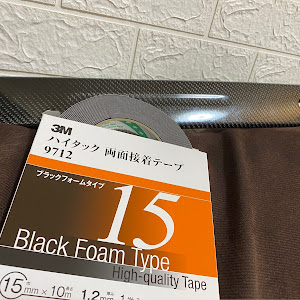 3M
ハイタック 両面接着テープ
9712
ブラックフォームタイプ
15
Black Foam Type
High-quality Tape
15mm×10m 1.2